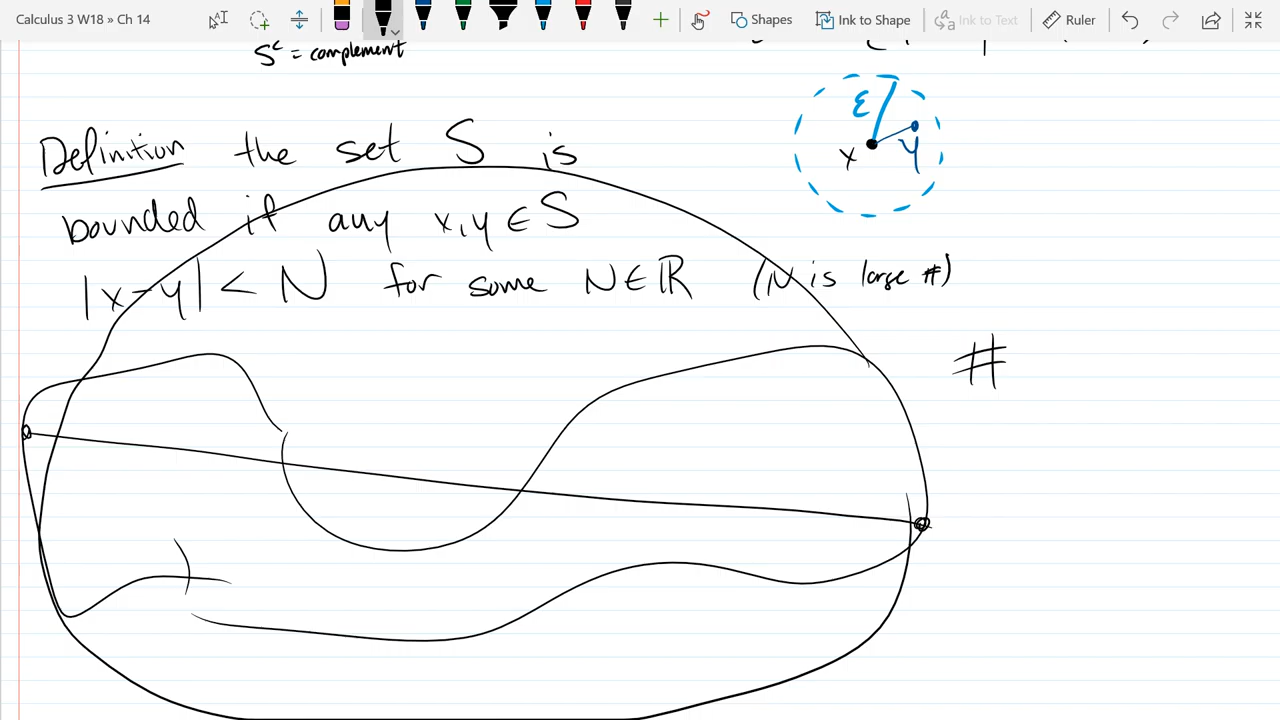 Calculus 3 W18 » Ch 14
Shapes
Ink to Shape
Ink to Text
Ruler
Sᶜ = complement
ε
x
y
Definition the set S is
bounded if any x,y ∈ S
|x-y| < N for some N∈ℝ (N is large #)
#